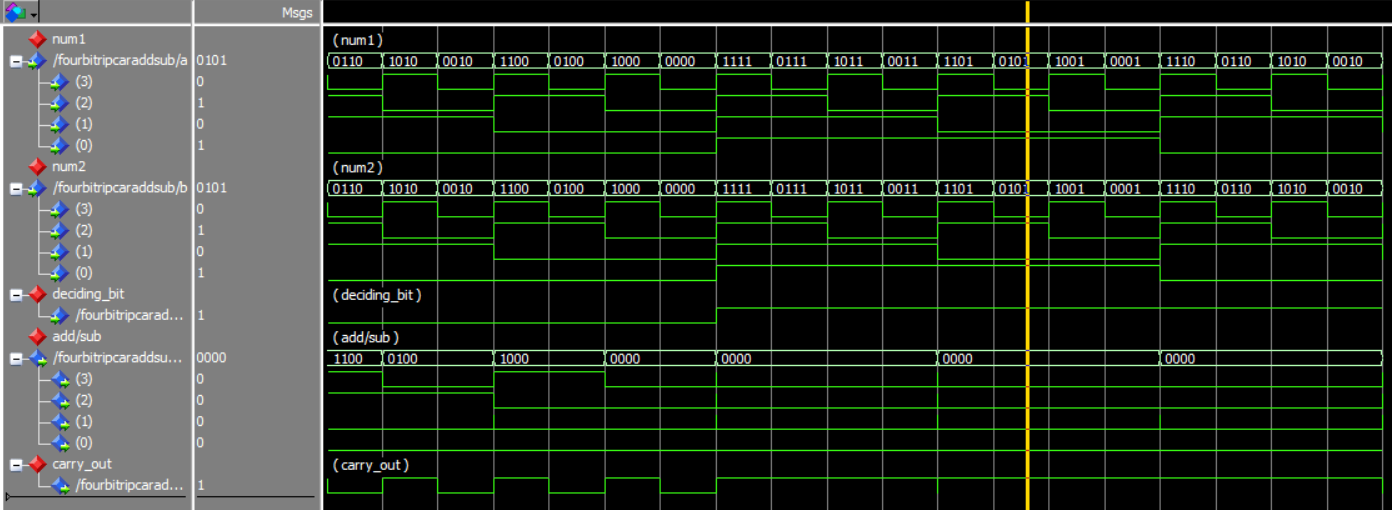 Msgs
num1 (num1)
/fourbitripcaraddsub/a 0101 0110 1010 0010 1100 0100 1000 0000 1111 0111 1011 0011 1101 0101 1001 0001 1110 0110 1010 0010
(3) 0
(2) 1
(1) 0
(0) 1
num2 (num2)
/fourbitripcaraddsub/b 0101 0110 1010 0010 1100 0100 1000 0000 1111 0111 1011 0011 1101 0101 1001 0001 1110 0110 1010 0010
(3) 0
(2) 1
(1) 0
(0) 1
deciding_bit (deciding_bit)
/fourbitripcarad... 1
add/sub (add/sub)
/fourbitripcaraddsu... 0000 1100 0100 1000 0000 0000 0000 0000
(3) 0
(2) 0
(1) 0
(0) 0
carry_out (carry_out)
/fourbitripcarad... 1